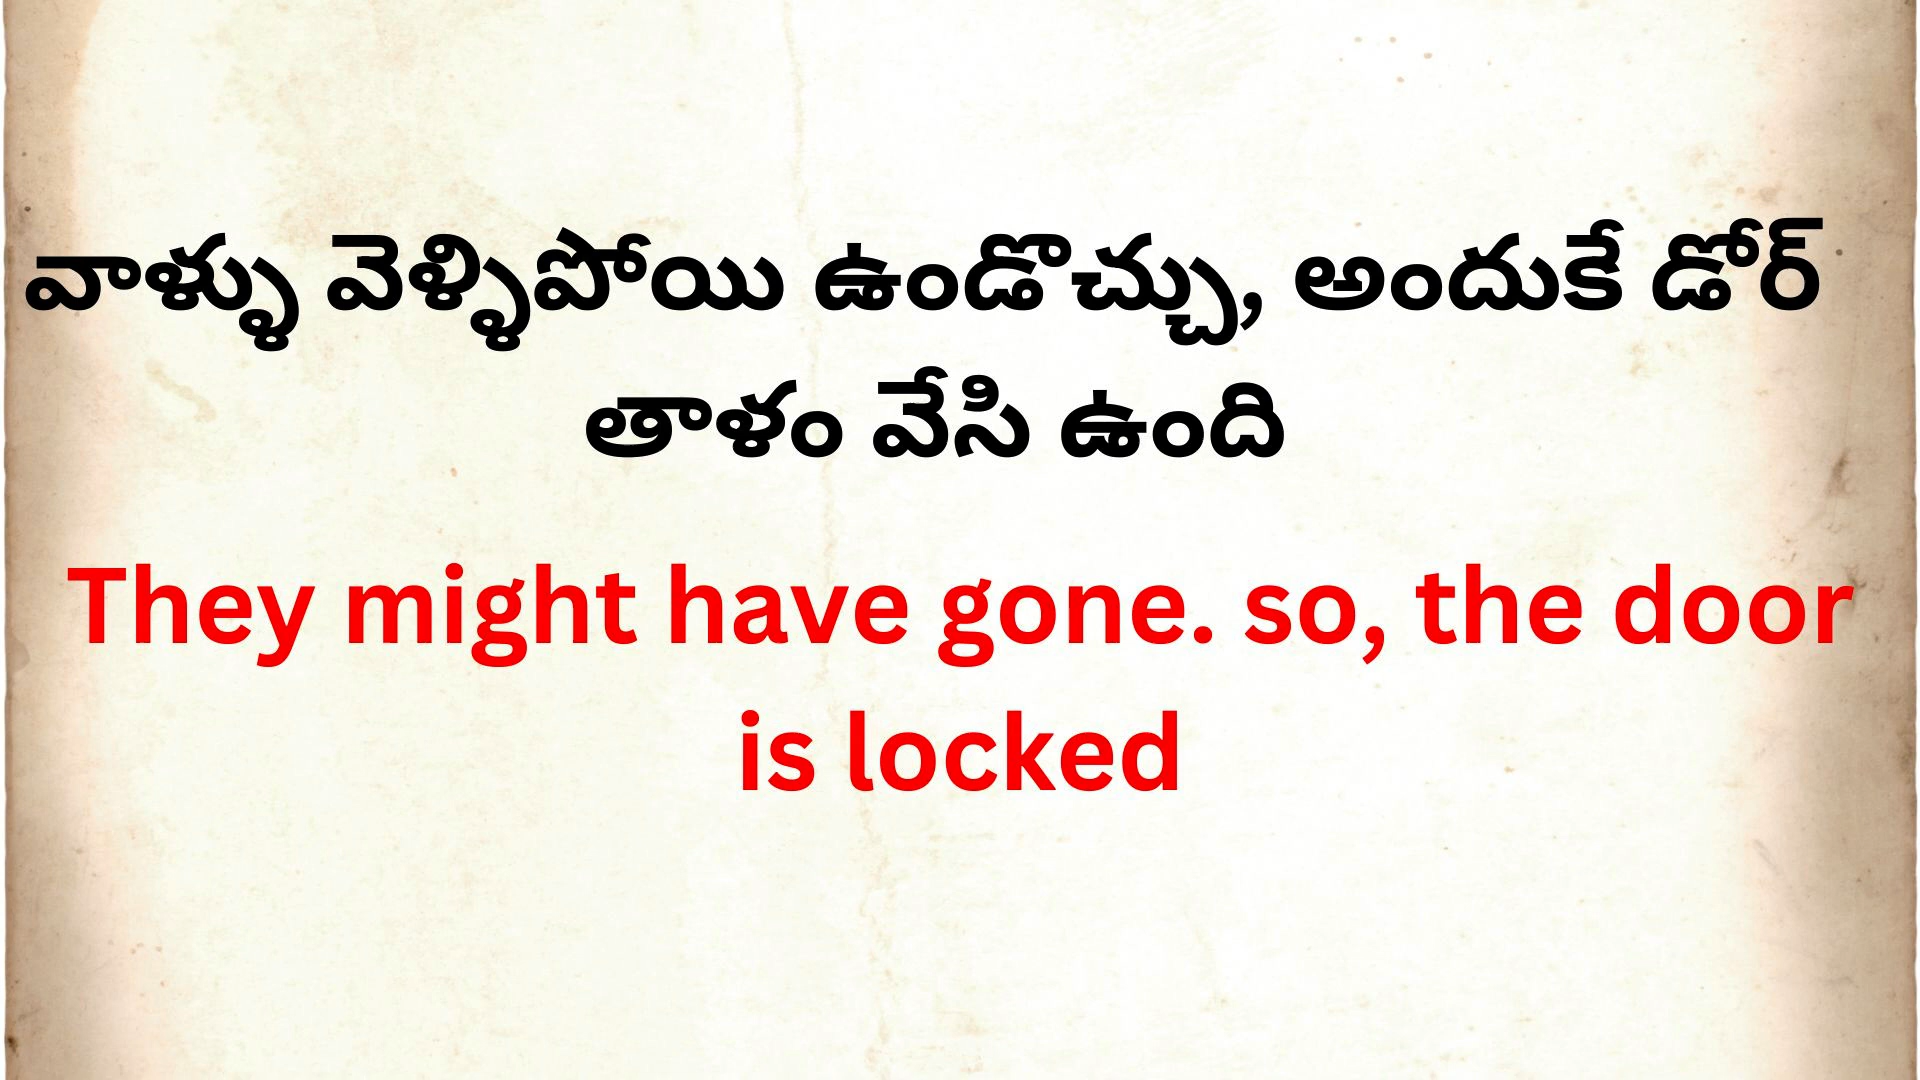 వాళ్ళు వెళ్ళిపోయి ఉండొచ్చు, అందుకే డోర్
తాళం వేసి ఉంది
They might have gone. so, the door
is locked